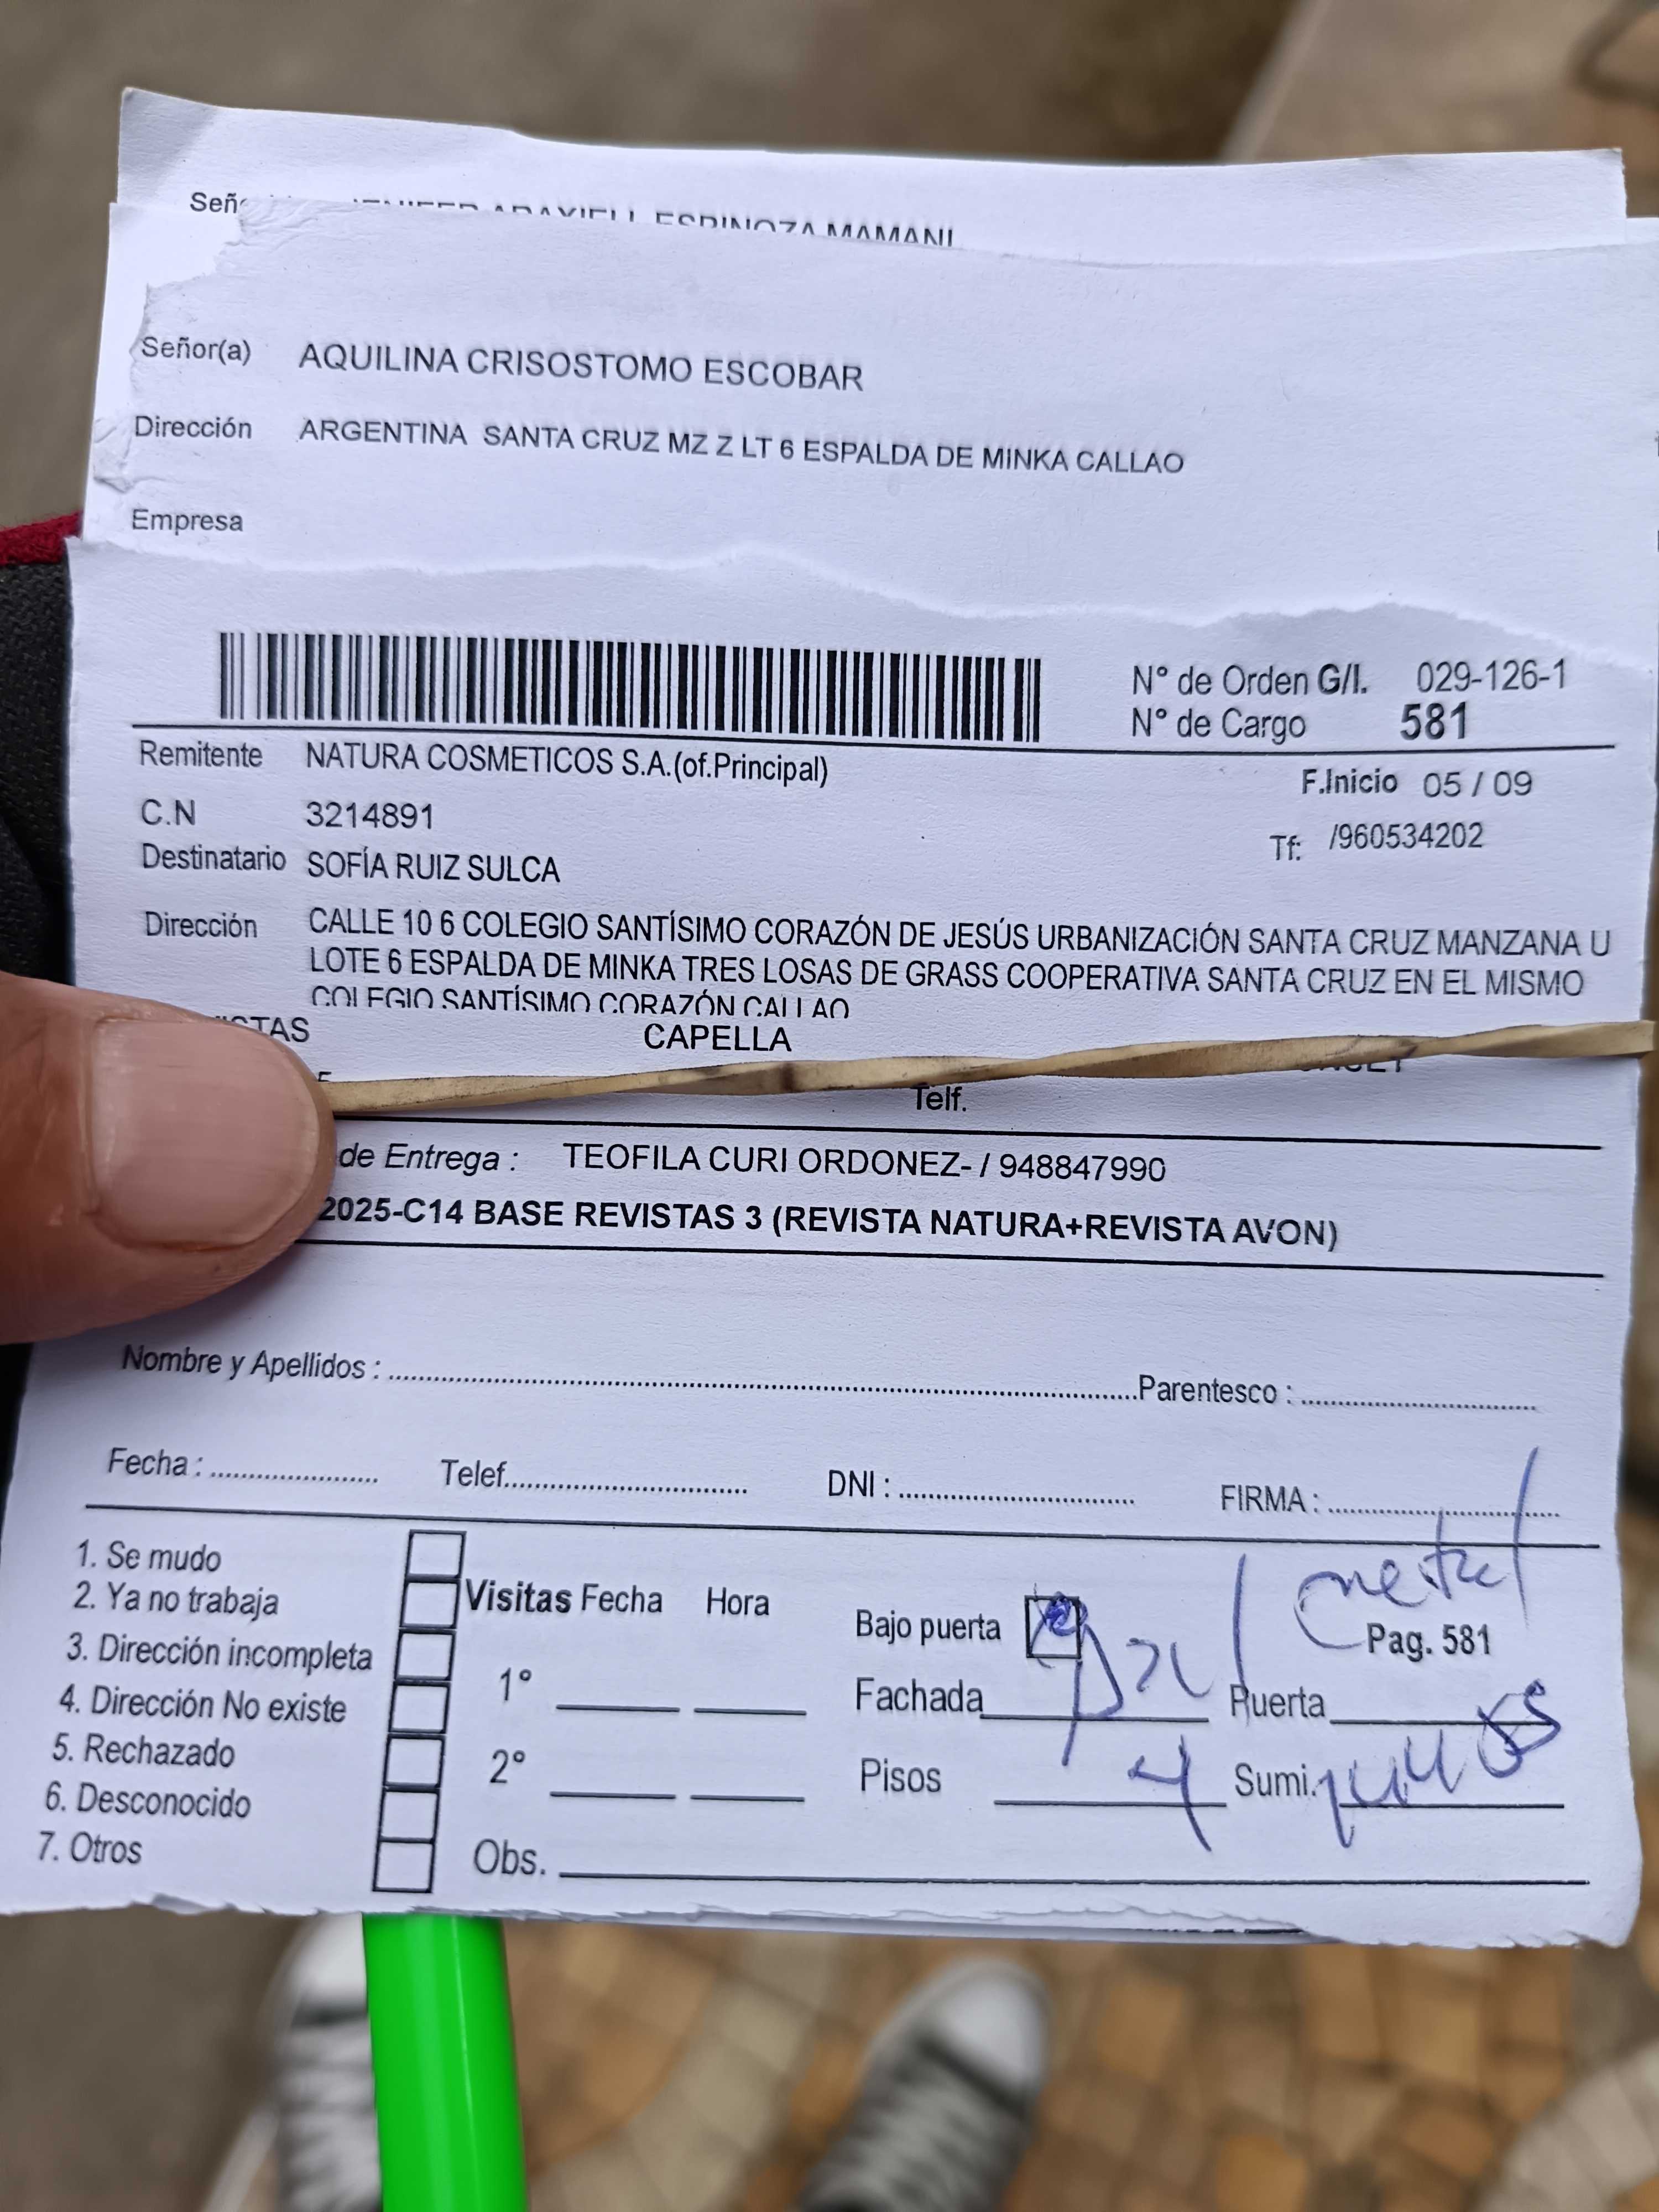 MAMANI
Señor(a) AQUILINA CRISOSTOMO ESCOBAR
Dirección ARGENTINA SANTA CRUZ MZ Z LT 6 ESPALDA DE MINKA CALLAO
Empresa
N° de Orden G/I. 029-126-1
N° de Cargo 581
Remitente NATURA COSMETICOS S.A.(of.Principal)
F.Inicio 05 / 09
C.N 3214891
Tf: /960534202
Destinatario SOFÍA RUIZ SULCA
Dirección CALLE 10 6 COLEGIO SANTÍSIMO CORAZÓN DE JESÚS URBANIZACIÓN SANTA CRUZ MANZANA U
LOTE 6 ESPALDA DE MINKA TRES LOSAS DE GRASS COOPERATIVA SANTA CRUZ EN EL MISMO
COLEGIO SANTÍSIMO CORAZÓN CALLAO
CAPELLA
Telf.
de Entrega : TEOFILA CURI ORDONEZ- / 948847990
2025-C14 BASE REVISTAS 3 (REVISTA NATURA+REVISTA AVON)
Nombre y Apellidos : Parentesco :
Fecha : Telef. DNI : FIRMA :
1. Se mudo
2. Ya no trabaja
3. Dirección incompleta
4. Dirección No existe
5. Rechazado
6. Desconocido
7. Otros
Visitas Fecha Hora
1°
2°
Obs.
Bajo puerta
Pag. 581
Fachada Puerta
Pisos 4 Sumi.